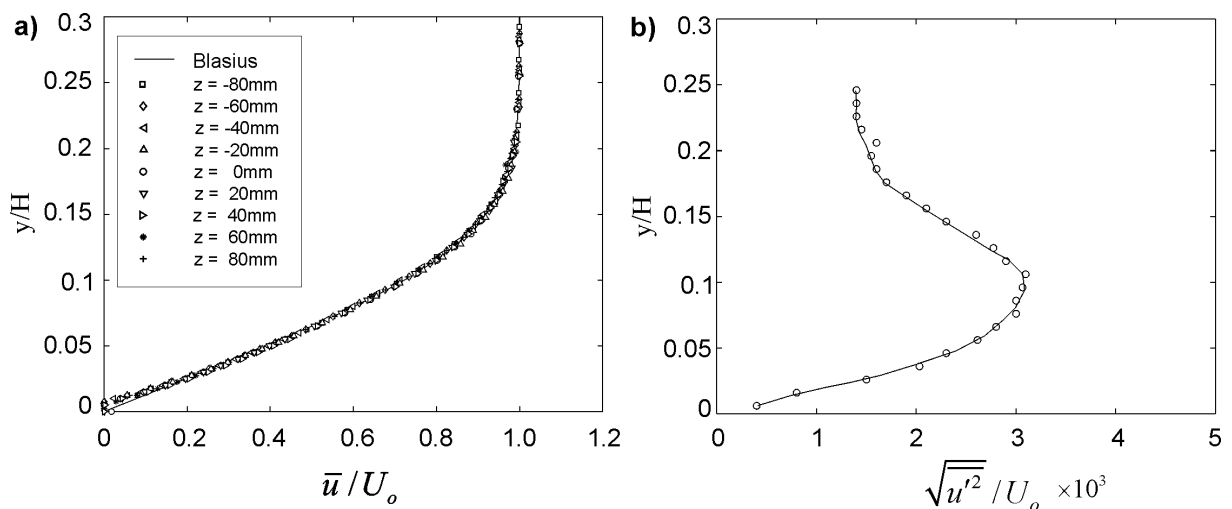 a)
0.3
0.25
0.2
0.15
0.1
0.05
0
y/H
Blasius
z = -80mm
z = -60mm
z = -40mm
z = -20mm
z = 0mm
z = 20mm
z = 40mm
z = 60mm
z = 80mm
0 0.2 0.4 0.6 0.8 1.0 1.2
u̅/Uₒ
b)
0.3
0.25
0.2
0.15
0.1
0.05
0
y/H
0 1 2 3 4 5
√u̅'²/Uₒ ×10³